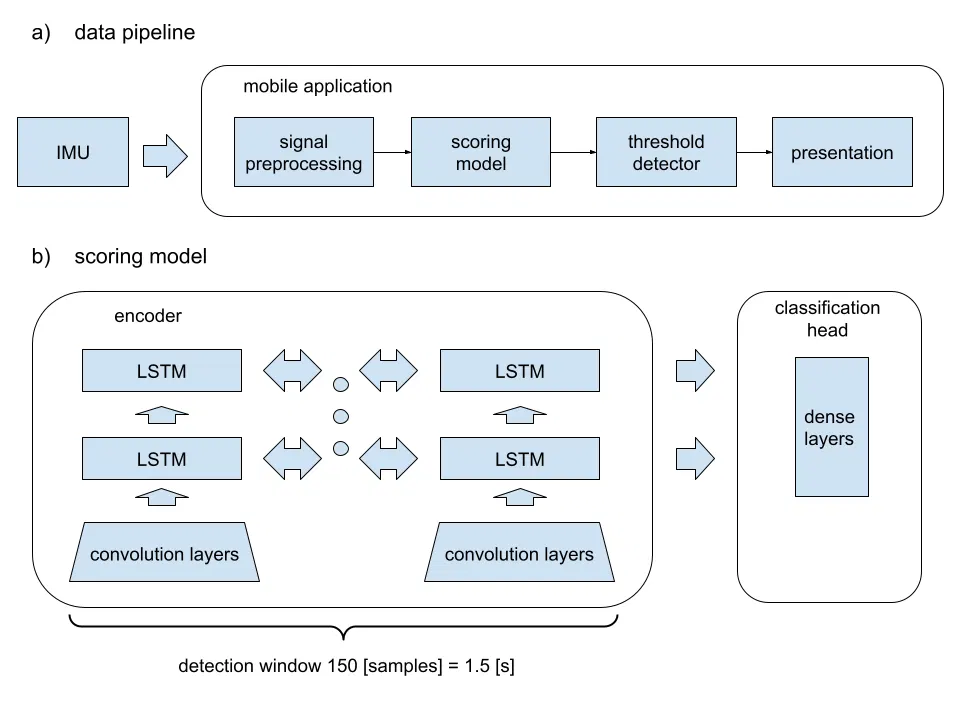 a) data pipeline
mobile application
IMU
signal
preprocessing
scoring
model
threshold
detector
presentation
b) scoring model
encoder
LSTM
LSTM
LSTM
LSTM
convolution layers
convolution layers
classification
head
dense
layers
detection window 150 [samples] = 1.5 [s]